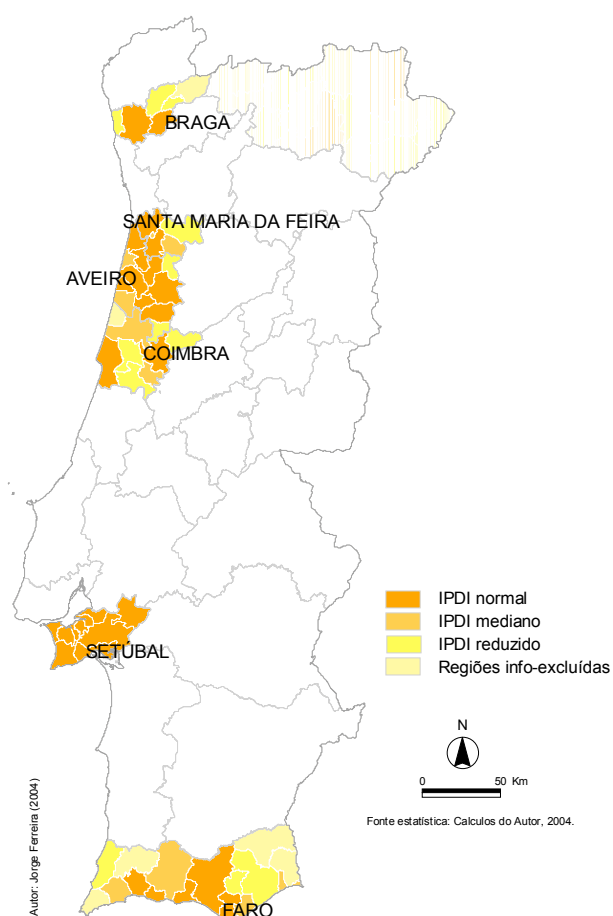 BRAGA
SANTA MARIA DA FEIRA
AVEIRO
COIMBRA
SETÚBAL
IPDI normal
IPDI mediano
IPDI reduzido
Regiões info-excluídas
N
0 50 Km
Fonte estatística: Calculos do Autor, 2004.
Autor: Jorge Ferreira (2004)
FARO